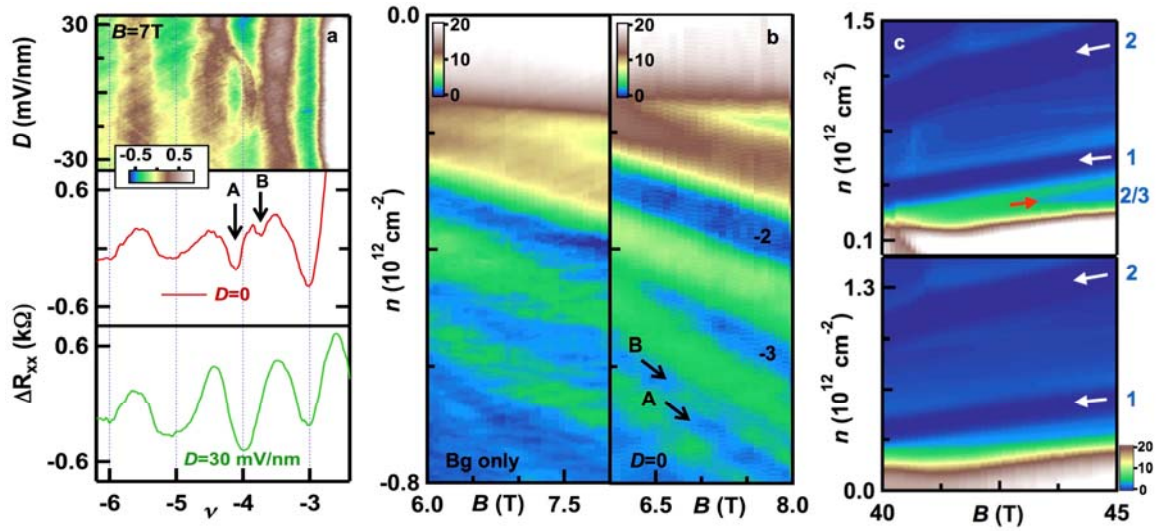 30
B=7T
a
D (mV/nm)
-30
-0.5 0.5
0.6
A
B
D=0
-0.6
ΔRxx (kΩ)
0.6
D=30 mV/nm
-0.6
-6 -5 -4 -3
ν
0.0
20
10
0
20
10
0
b
n (10¹² cm⁻²)
-2
-3
B
A
Bg only
D=0
-0.8
6.0 7.5
B (T)
6.5 8.0
B (T)
1.5
c
2
n (10¹² cm⁻²)
1
2/3
0.1
1.3
2
n (10¹² cm⁻²)
1
20
10
0
0.0
40 45
B (T)